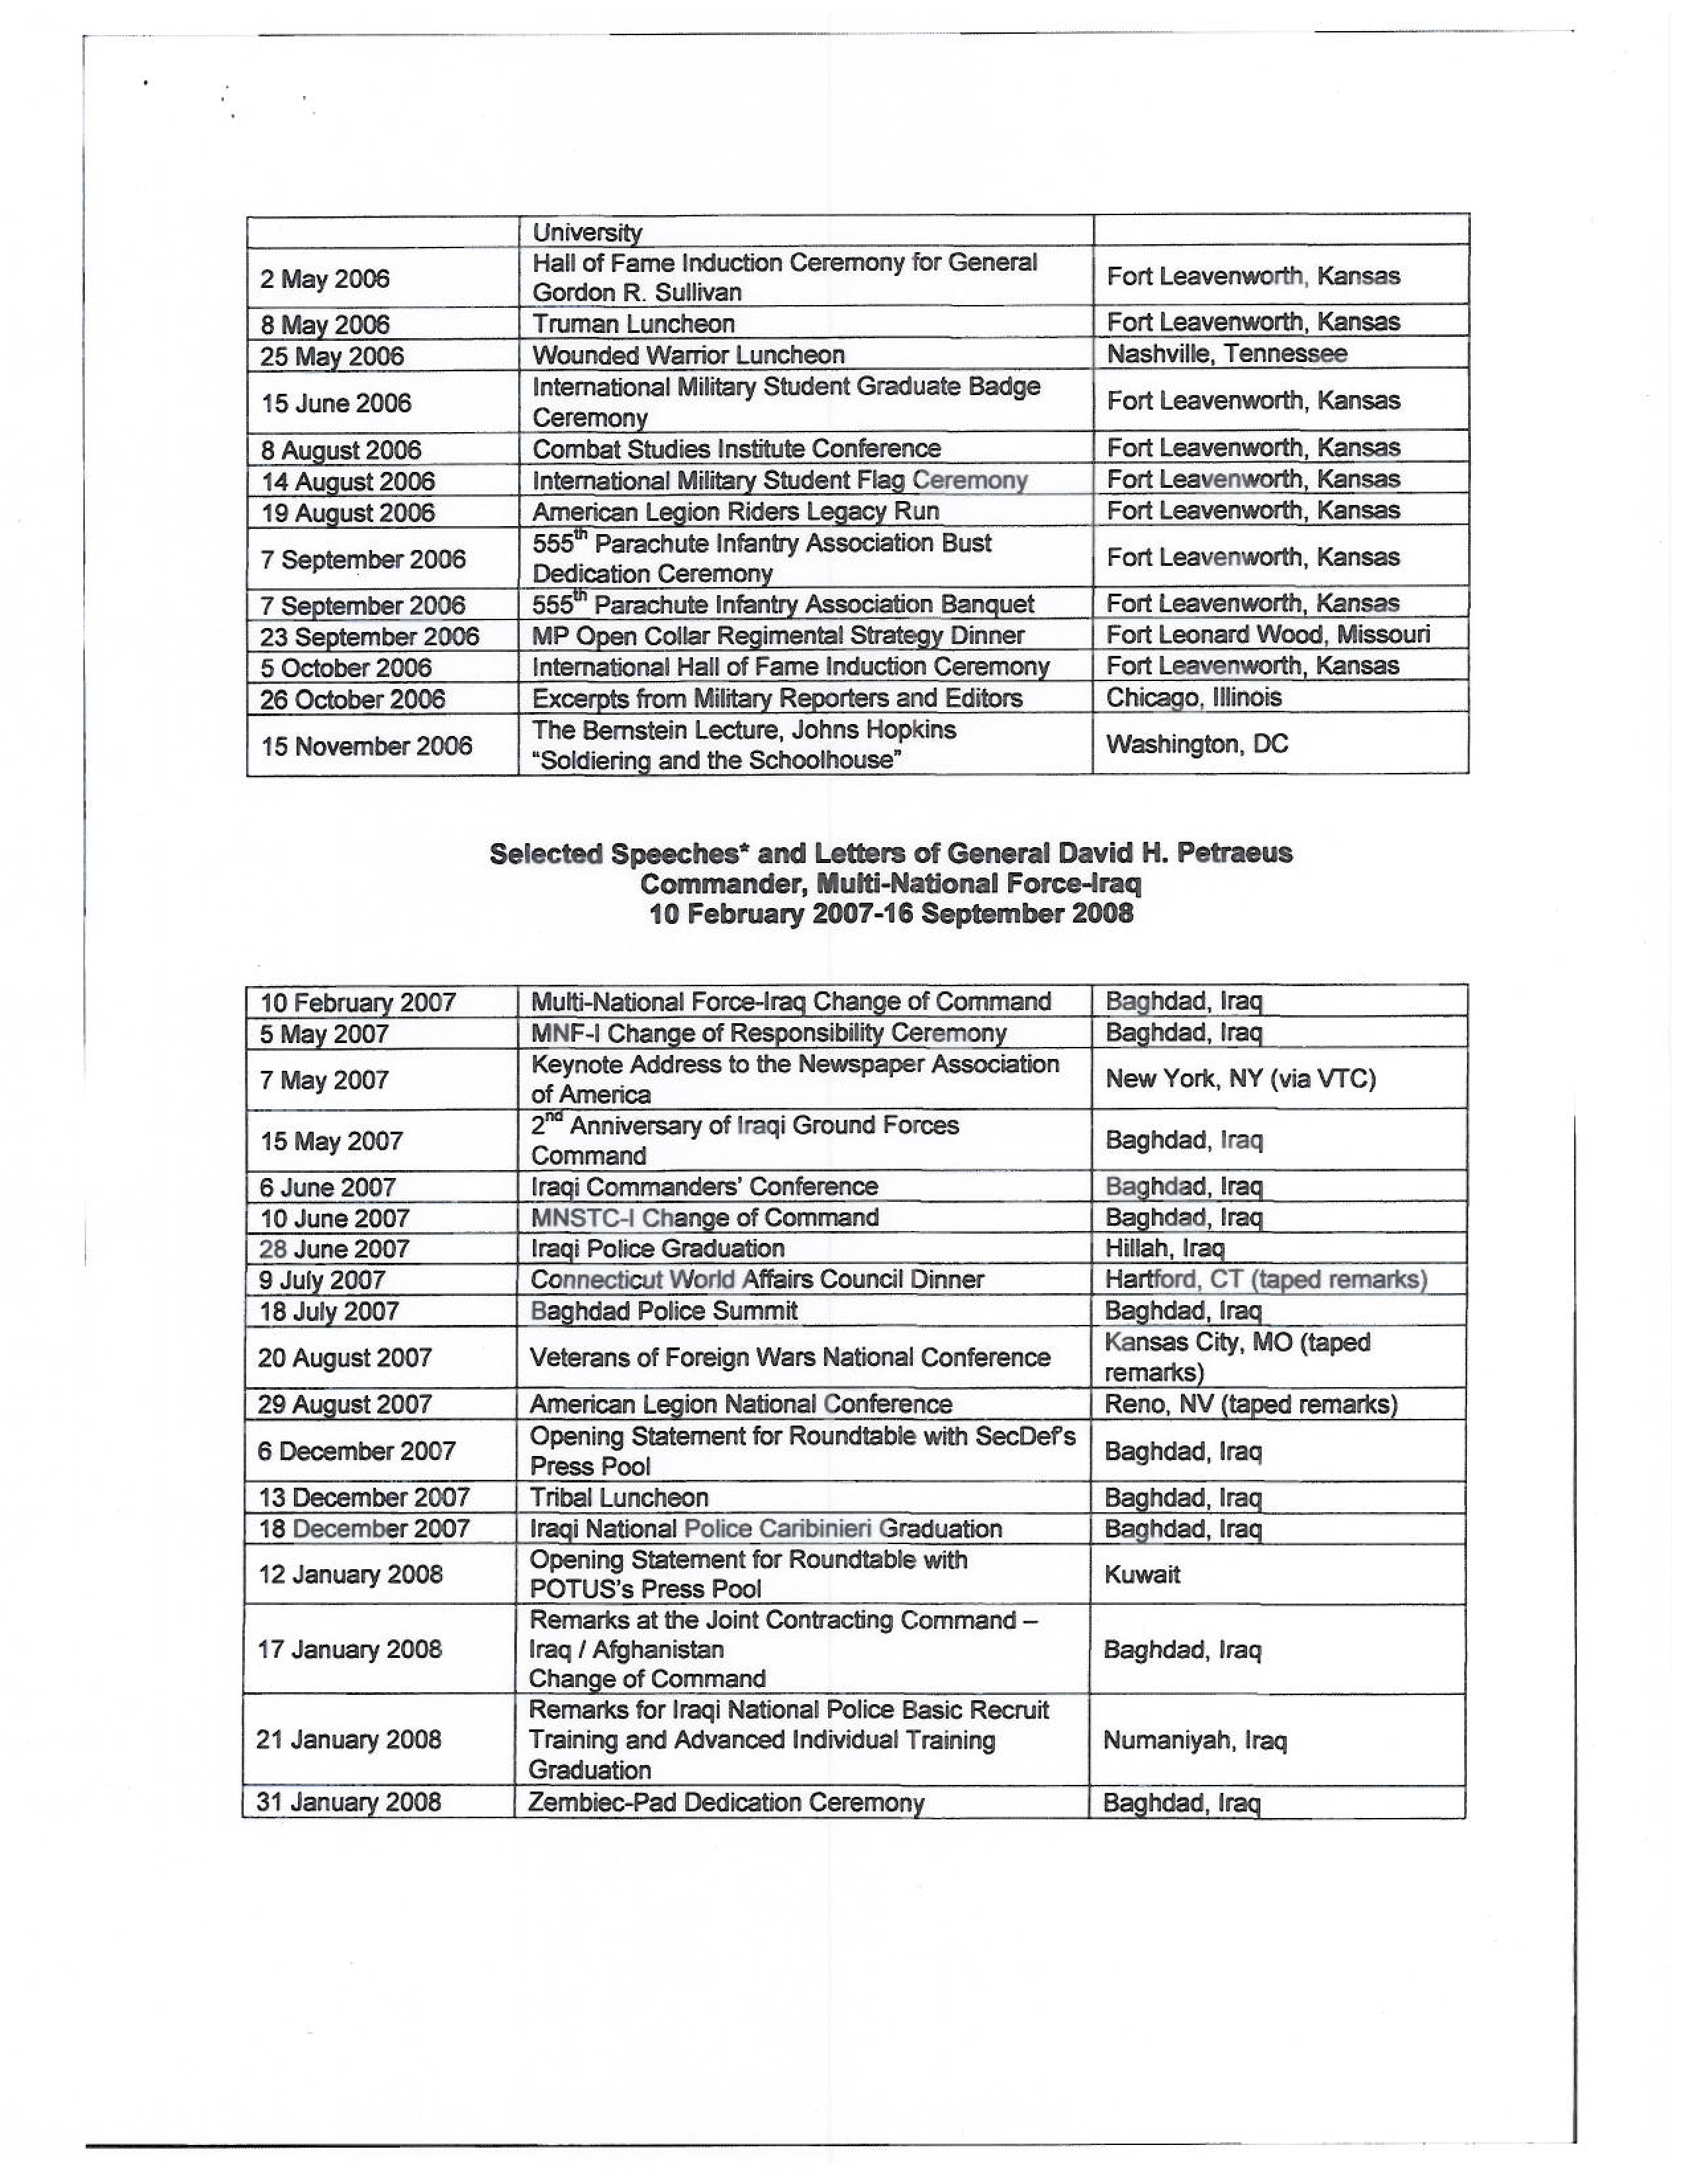 University
2 May 2006 Hall of Fame Induction Ceremony for General Fort Leavenworth, Kansas
Gordon R. Sullivan
8 May 2006 Truman Luncheon Fort Leavenworth, Kansas
25 May 2006 Wounded Warrior Luncheon Nashville, Tennessee
15 June 2006 International Military Student Graduate Badge Fort Leavenworth, Kansas
Ceremony
8 August 2006 Combat Studies Institute Conference Fort Leavenworth, Kansas
14 August 2006 International Military Student Flag Ceremony Fort Leavenworth, Kansas
19 August 2006 American Legion Riders Legacy Run Fort Leavenworth, Kansas
7 September 2006 555th Parachute Infantry Association Bust Fort Leavenworth, Kansas
Dedication Ceremony
7 September 2006 555th Parachute Infantry Association Banquet Fort Leavenworth, Kansas
23 September 2006 MP Open Collar Regimental Strategy Dinner Fort Leonard Wood, Missouri
5 October 2006 International Hall of Fame Induction Ceremony Fort Leavenworth, Kansas
26 October 2006 Excerpts from Military Reporters and Editors Chicago, Illinois
15 November 2006 The Bernstein Lecture, Johns Hopkins Washington, DC
"Soldiering and the Schoolhouse"
Selected Speeches* and Letters of General David H. Petraeus
Commander, Multi-National Force-Iraq
10 February 2007-16 September 2008
10 February 2007 Multi-National Force-Iraq Change of Command Baghdad, Iraq
5 May 2007 MNF-I Change of Responsibility Ceremony Baghdad, Iraq
7 May 2007 Keynote Address to the Newspaper Association New York, NY (via VTC)
of America
15 May 2007 2nd Anniversary of Iraqi Ground Forces Baghdad, Iraq
Command
6 June 2007 Iraqi Commanders' Conference Baghdad, Iraq
10 June 2007 MNSTC-I Change of Command Baghdad, Iraq
28 June 2007 Iraqi Police Graduation Hillah, Iraq
9 July 2007 Connecticut World Affairs Council Dinner Hartford, CT (taped remarks)
18 July 2007 Baghdad Police Summit Baghdad, Iraq
20 August 2007 Veterans of Foreign Wars National Conference Kansas City, MO (taped
remarks)
29 August 2007 American Legion National Conference Reno, NV (taped remarks)
6 December 2007 Opening Statement for Roundtable with SecDef's Baghdad, Iraq
Press Pool
13 December 2007 Tribal Luncheon Baghdad, Iraq
18 December 2007 Iraqi National Police Caribinieri Graduation Baghdad, Iraq
12 January 2008 Opening Statement for Roundtable with Kuwait
POTUS's Press Pool
17 January 2008 Remarks at the Joint Contracting Command – Baghdad, Iraq
Iraq / Afghanistan
Change of Command
21 January 2008 Remarks for Iraqi National Police Basic Recruit Numaniyah, Iraq
Training and Advanced Individual Training
Graduation
31 January 2008 Zembiec-Pad Dedication Ceremony Baghdad, Iraq